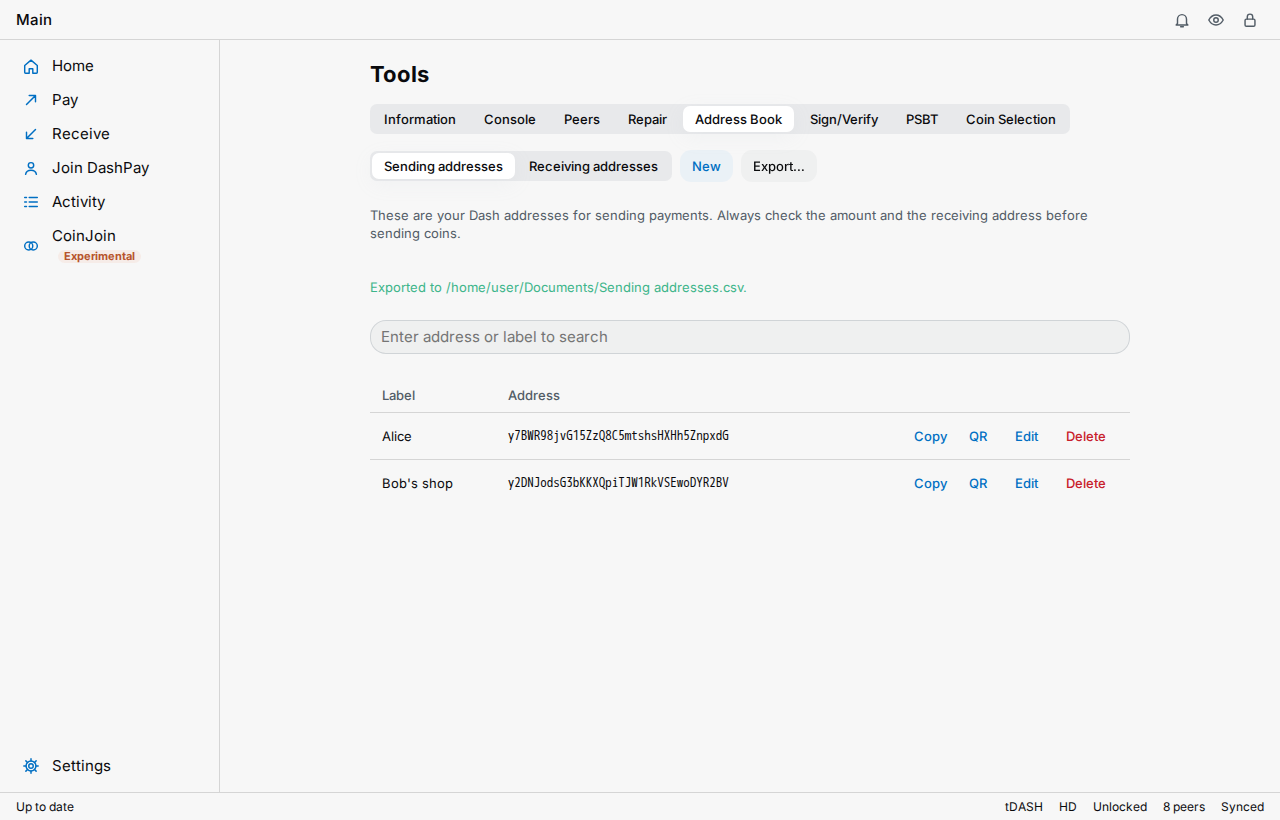 Main
Home
Pay
Receive
Join DashPay
Activity
CoinJoin
Experimental
Settings
Tools
Information Console Peers Repair Address Book Sign/Verify PSBT Coin Selection
Sending addresses Receiving addresses New Export...
These are your Dash addresses for sending payments. Always check the amount and the receiving address before
sending coins.
Exported to /home/user/Documents/Sending addresses.csv.
Enter address or label to search
Label Address
Alice y7BWR98jvG15ZzQ8C5mtshsHXHh5ZnpxdG Copy QR Edit Delete
Bob's shop y2DNJodsG3bKKXQpiTJW1RkVSEwoDYR2BV Copy QR Edit Delete
Up to date tDASH HD Unlocked 8 peers Synced